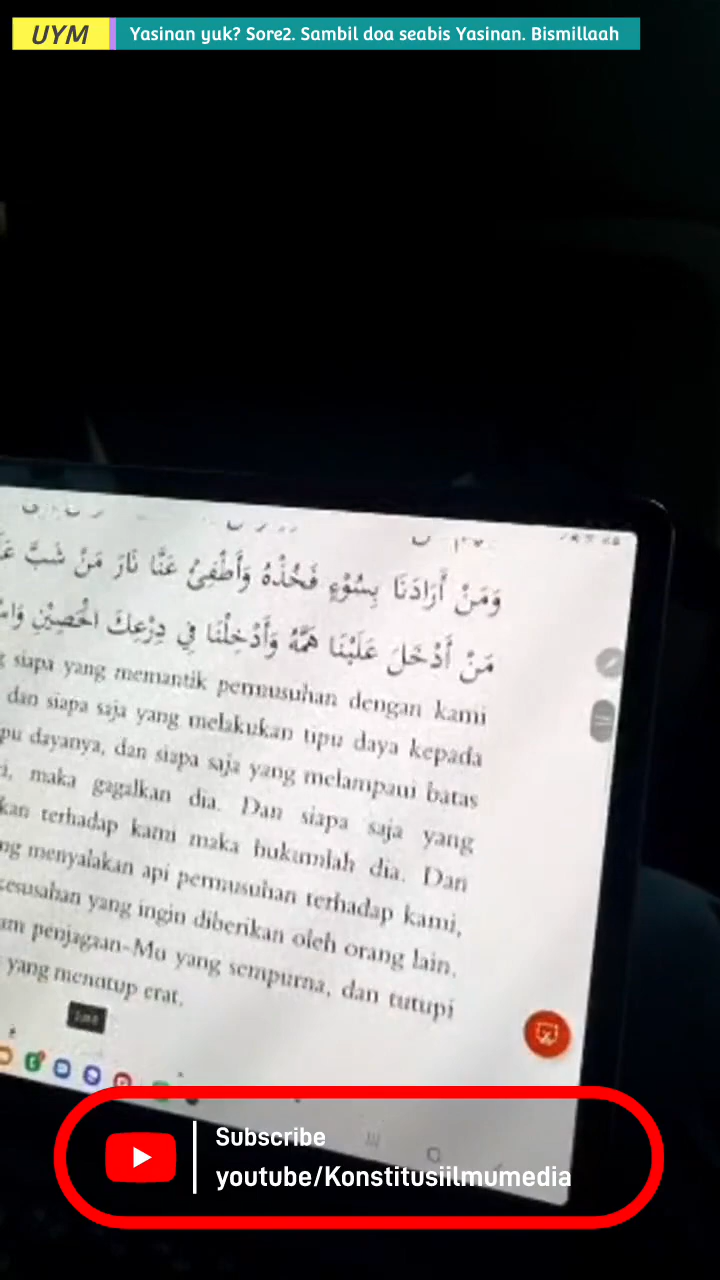 UYM
Yasinan yuk? Sore2. Sambil doa seabis Yasinan. Bismillaah
وَمَنْ أَرَادَنَا بِسُوْءٍ فَخُذْهُ وَأَطْفِئْ عَنَّا نَارَ مَنْ شَبَّ
مَنْ أَدْخَلَ عَلَيْنَا هَمَّهُ وَأَدْخِلْنَا فِي دِرْعِكَ الْحَصِيْنِ
siapa yang memantik permusuhan dengan kami
dan siapa saja yang melakukan tipu daya kepada
dayanya, dan siapa saja yang melampaui batas
maka gagalkan dia. Dan siapa saja yang
terhadap kami maka hukumlah dia. Dan
menyalakan api permusuhan terhadap kami,
kesusahan yang ingin diberikan oleh orang lain.
penjagaan-Mu yang sempurna, dan tutupi
yang menutup erat.
Subscribe
youtube/Konstitusiilmumedia